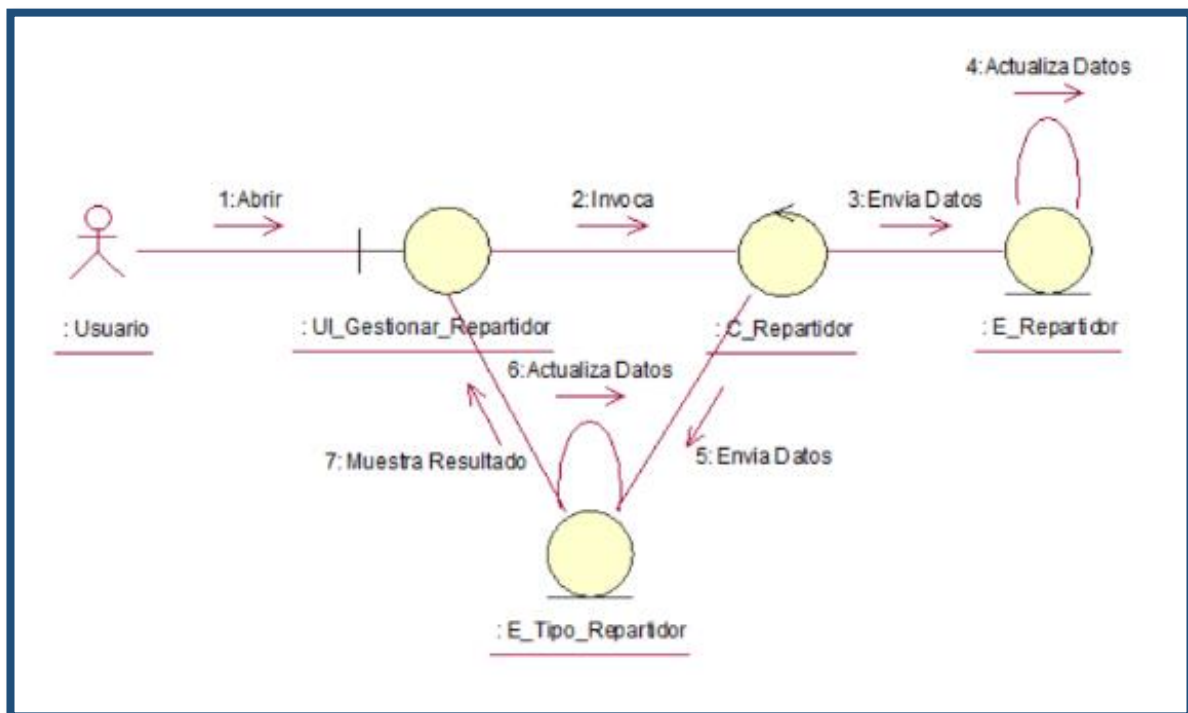 4:Actualiza Datos
1:Abrir
2:Invoca
3:Envia Datos
: Usuario
: UI_Gestionar_Repartidor
: C_Repartidor
: E_Repartidor
6:Actualiza Datos
7: Muestra Resultado
5:Envia Datos
: E_Tipo_Repartidor